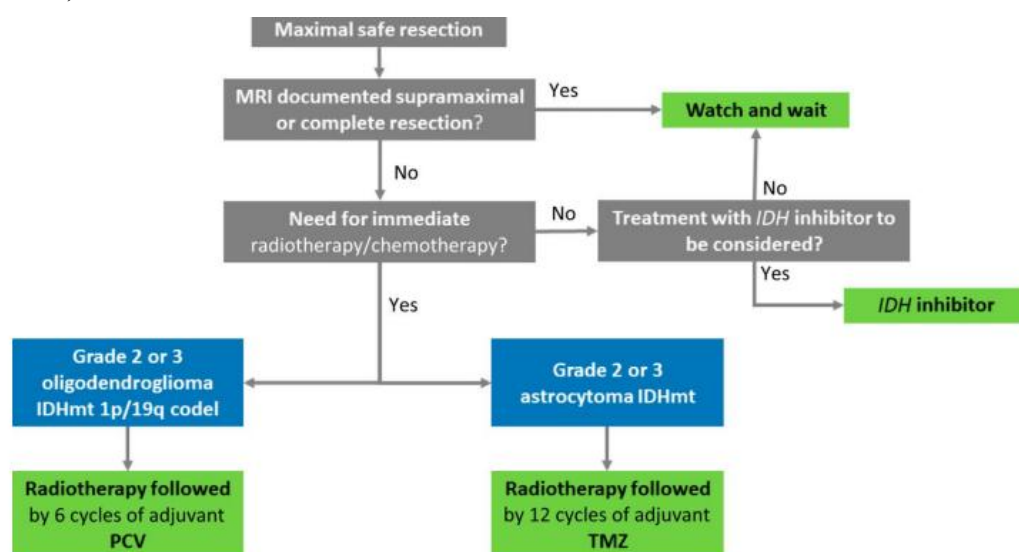 Maximal safe resection
MRI documented supramaximal
or complete resection?
Yes
Watch and wait
No
No
Need for immediate
radiotherapy/chemotherapy?
No
Treatment with IDH inhibitor to
be considered?
Yes
Yes
IDH inhibitor
Grade 2 or 3
oligodendroglioma
IDHmt 1p/19q codel
Grade 2 or 3
astrocytoma IDHmt
Radiotherapy followed
by 6 cycles of adjuvant
PCV
Radiotherapy followed
by 12 cycles of adjuvant
TMZ